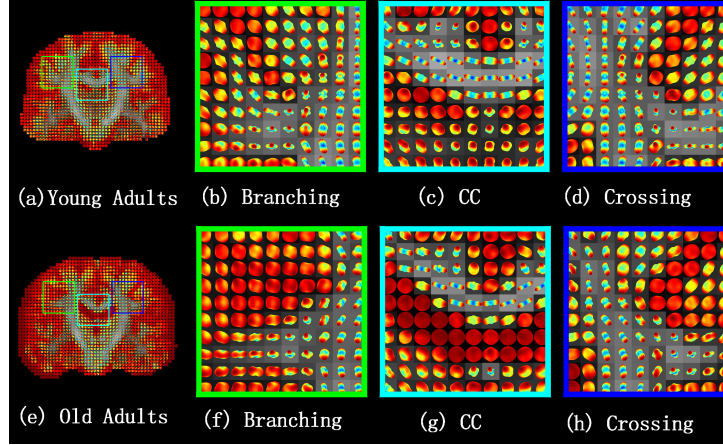 (a)Young Adults
(b) Branching
(c) CC
(d) Crossing
(e) Old Adults
(f) Branching
(g) CC
(h) Crossing